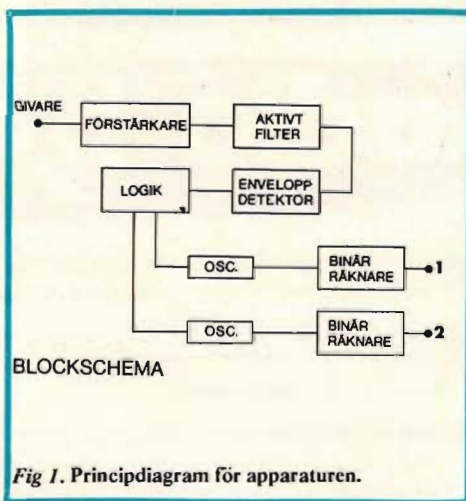 GIVARE
FÖRSTÄRKARE
AKTIVT
FILTER
LOGIK
ENVELOPP
DETEKTOR
OSC.
BINÄR
RÄKNARE
1
OSC.
BINÄR
RÄKNARE
2
BLOCKSCHEMA
Fig 1. Principdiagram för apparaturen.